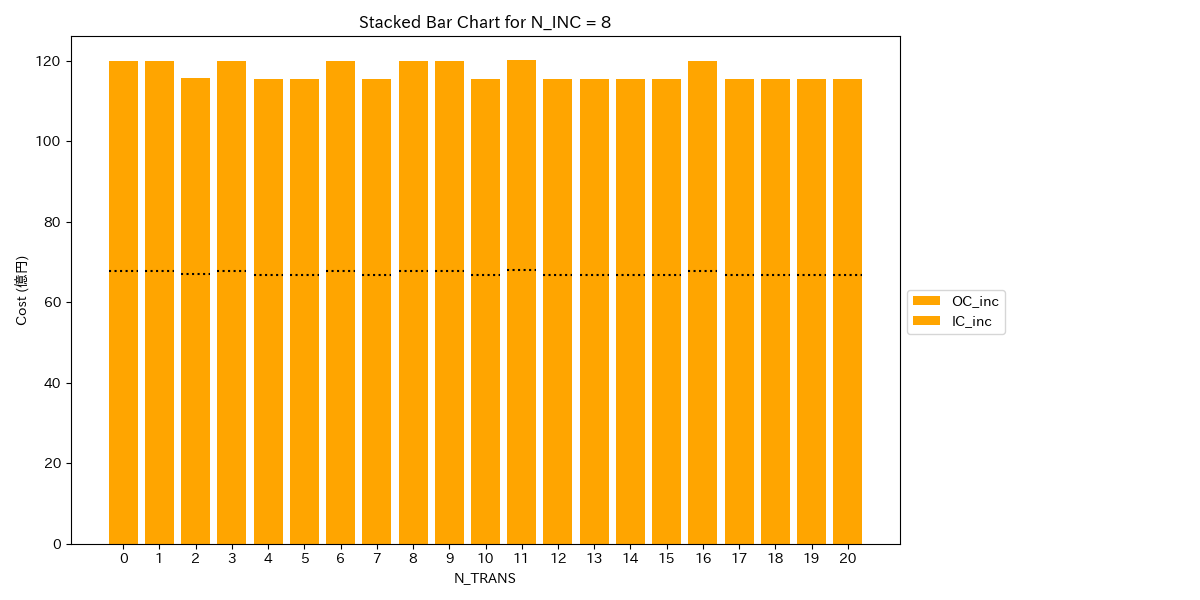 Stacked Bar Chart for N_INC = 8
Cost (億円)
120
100
80
60
40
20
0
0 1 2 3 4 5 6 7 8 9 10 11 12 13 14 15 16 17 18 19 20
N_TRANS
OC_inc
IC_inc